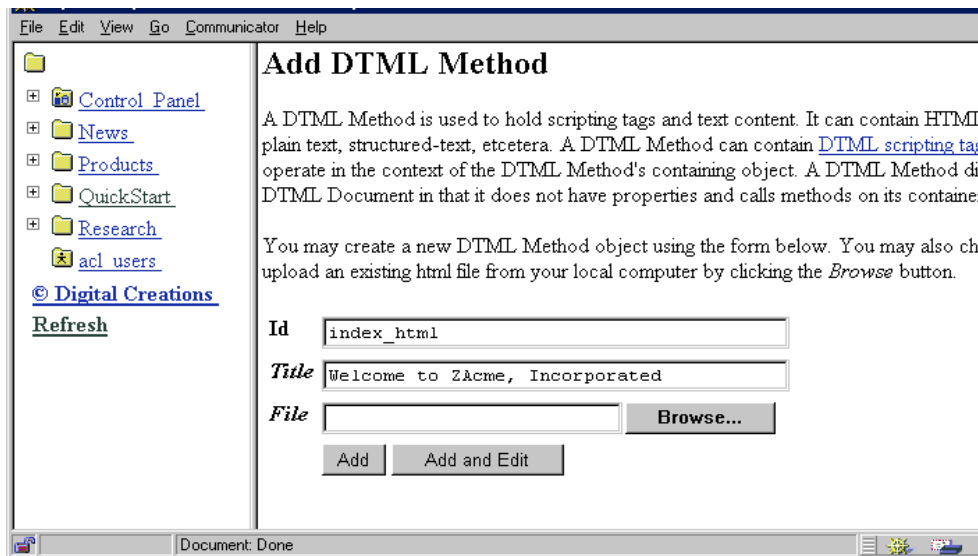 File Edit View Go Communicator Help
Control_Panel
News
Products
QuickStart
Research
acl_users
© Digital Creations
Refresh
Add DTML Method
A DTML Method is used to hold scripting tags and text content. It can contain HTML
plain text, structured-text, etcetera. A DTML Method can contain DTML scripting
operate in the context of the DTML Method's containing object. A DTML Method
DTML Document in that it does not have properties and calls methods on its
You may create a new DTML Method object using the form below. You may also
upload an existing html file from your local computer by clicking the Browse button.
Id index_html
Title Welcome to ZAcme, Incorporated
File Browse...
Add Add and Edit
Document: Done